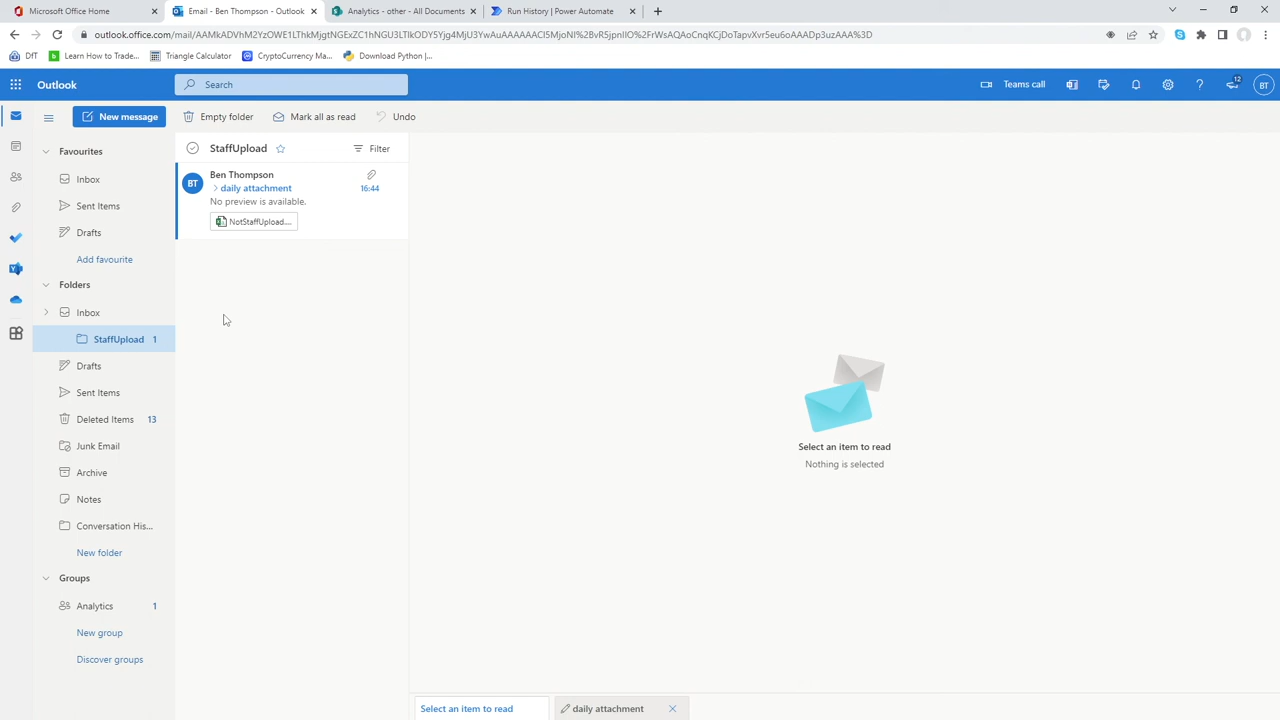 Microsoft Office Home
Email - Ben Thompson - Outlook
Analytics - other - All Documents
Run History | Power Automate
outlook.office.com/mail/AAMkADVhM2YzOWE1LThkMjgtNGExZC1hNGU3LTlkODY5Yjg4MjU3YwAuAAAAAACI5MjoNI%2BvR5jpnIIO%2FrWsAQAoCnqKCjDoTapvXvr5eu6oAAADp3uzAAA%3D
DfT
Learn How to Trade...
Triangle Calculator
CryptoCurrency Ma...
Download Python |...
Outlook
Search
Teams call
12
BT
New message
Empty folder
Mark all as read
Undo
Favourites
Inbox
Sent Items
Drafts
Add favourite
Folders
Inbox
StaffUpload 1
Drafts
Sent Items
Deleted Items 13
Junk Email
Archive
Notes
Conversation His...
New folder
Groups
Analytics 1
New group
Discover groups
StaffUpload
Filter
BT
Ben Thompson
daily attachment
16:44
No preview is available.
NotStaffUpload....
Select an item to read
Nothing is selected
Select an item to read
daily attachment